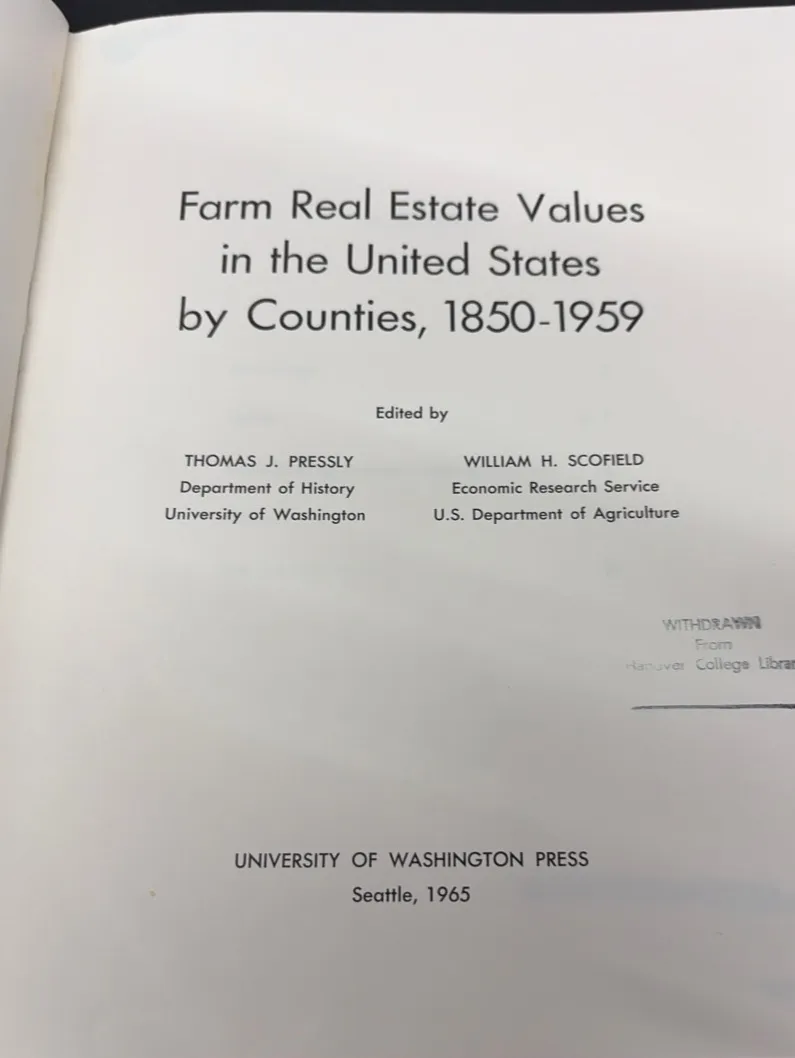 Farm Real Estate Values
in the United States
by Counties, 1850-1959
Edited by
THOMAS J. PRESSLY
Department of History
University of Washington
WILLIAM H. SCOFIELD
Economic Research Service
U.S. Department of Agriculture
WITHDRAWN
From
Hanover College Librar
UNIVERSITY OF WASHINGTON PRESS
Seattle, 1965